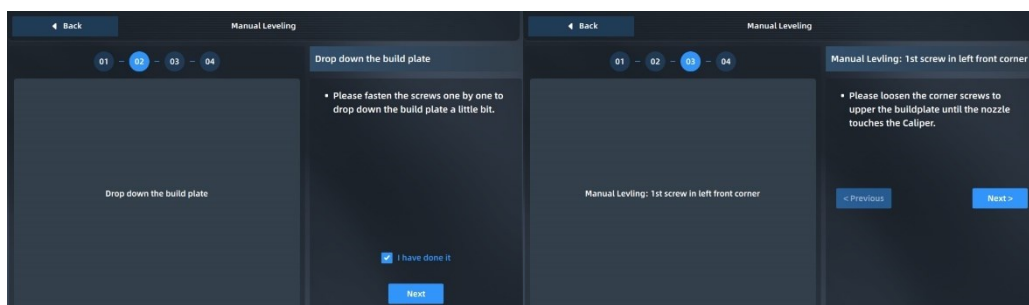 Back
Manual Leveling
01 - 02 - 03 - 04
Drop down the build plate
• Please fasten the screws one by one to
drop down the build plate a little bit.
Drop down the build plate
I have done it
Next
Back
Manual Leveling
01 - 02 - 03 - 04
Manual Levling: 1st screw in left front corner
• Please loosen the corner screws to
upper the buildplate until the nozzle
touches the Caliper.
Manual Levling: 1st screw in left front corner
< Previous
Next >